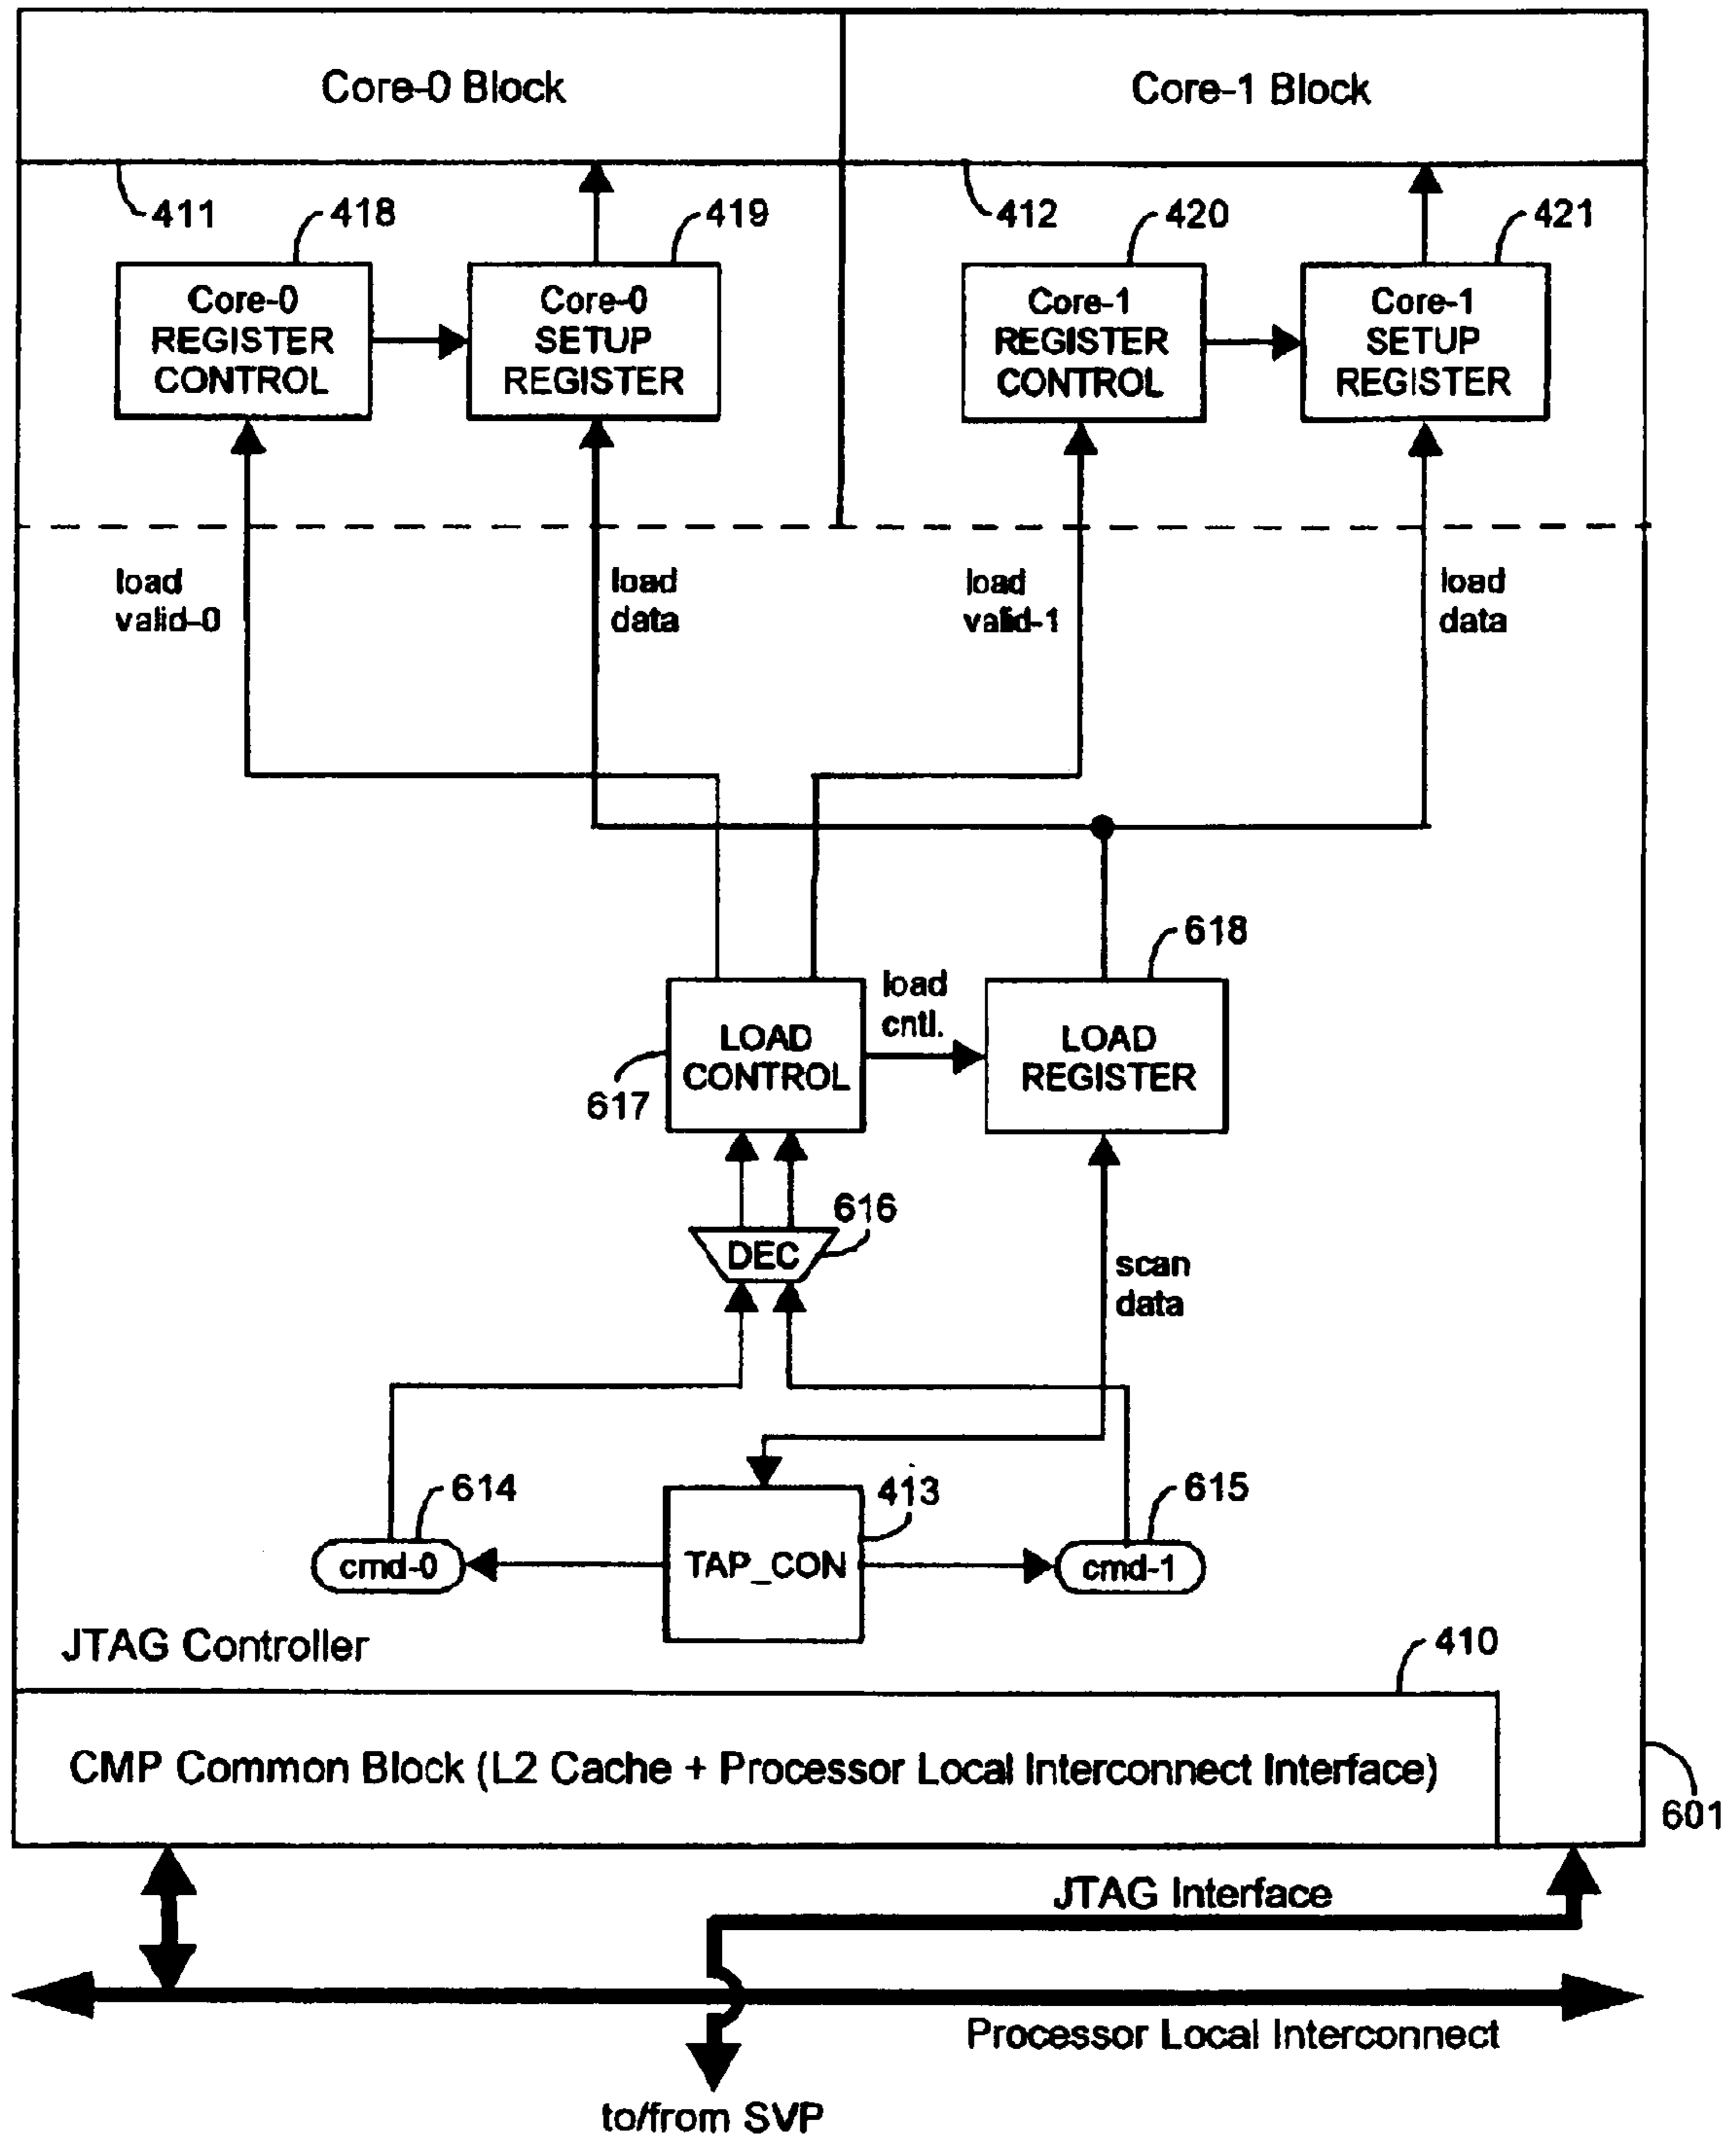 Core-0 Block
Core-1 Block
411
418
419
412
420
421
Core-0
REGISTER
CONTROL
Core-0
SETUP
REGISTER
Core-1
REGISTER
CONTROL
Core-1
SETUP
REGISTER
load
valid-0
load
data
load
valid-1
load
data
618
load
cntl.
LOAD
CONTROL
LOAD
REGISTER
617
616
DEC
scan
data
614
413
615
cmd-0
TAP_CON
cmd-1
JTAG Controller
410
CMP Common Block (L2 Cache + Processor Local Interconnect Interface)
601
JTAG Interface
Processor Local Interconnect
to/from SVP